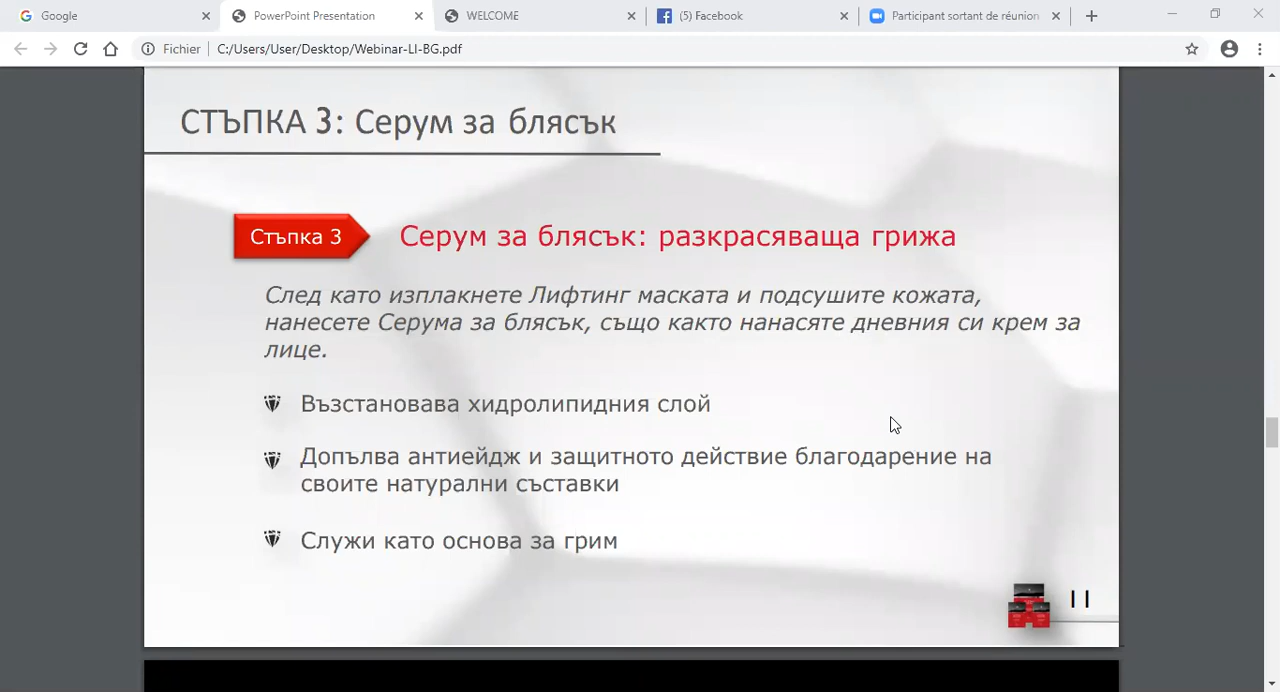 Google
PowerPoint Presentation
WELCOME
(5) Facebook
Participant sortant de réunion
Fichier
C:/Users/User/Desktop/Webinar-LI-BG.pdf
СТЪПКА 3: Серум за блясък
Стъпка 3
Серум за блясък: разкрасяваща грижа
След като изплакнете Лифтинг маската и подсушите кожата,
нанесете Серума за блясък, също както нанасяте дневния си крем за
лице.
Възстановава хидролипидния слой
Допълва антиейдж и защитното действие благодарение на
своите натурални съставки
Служи като основа за грим
11